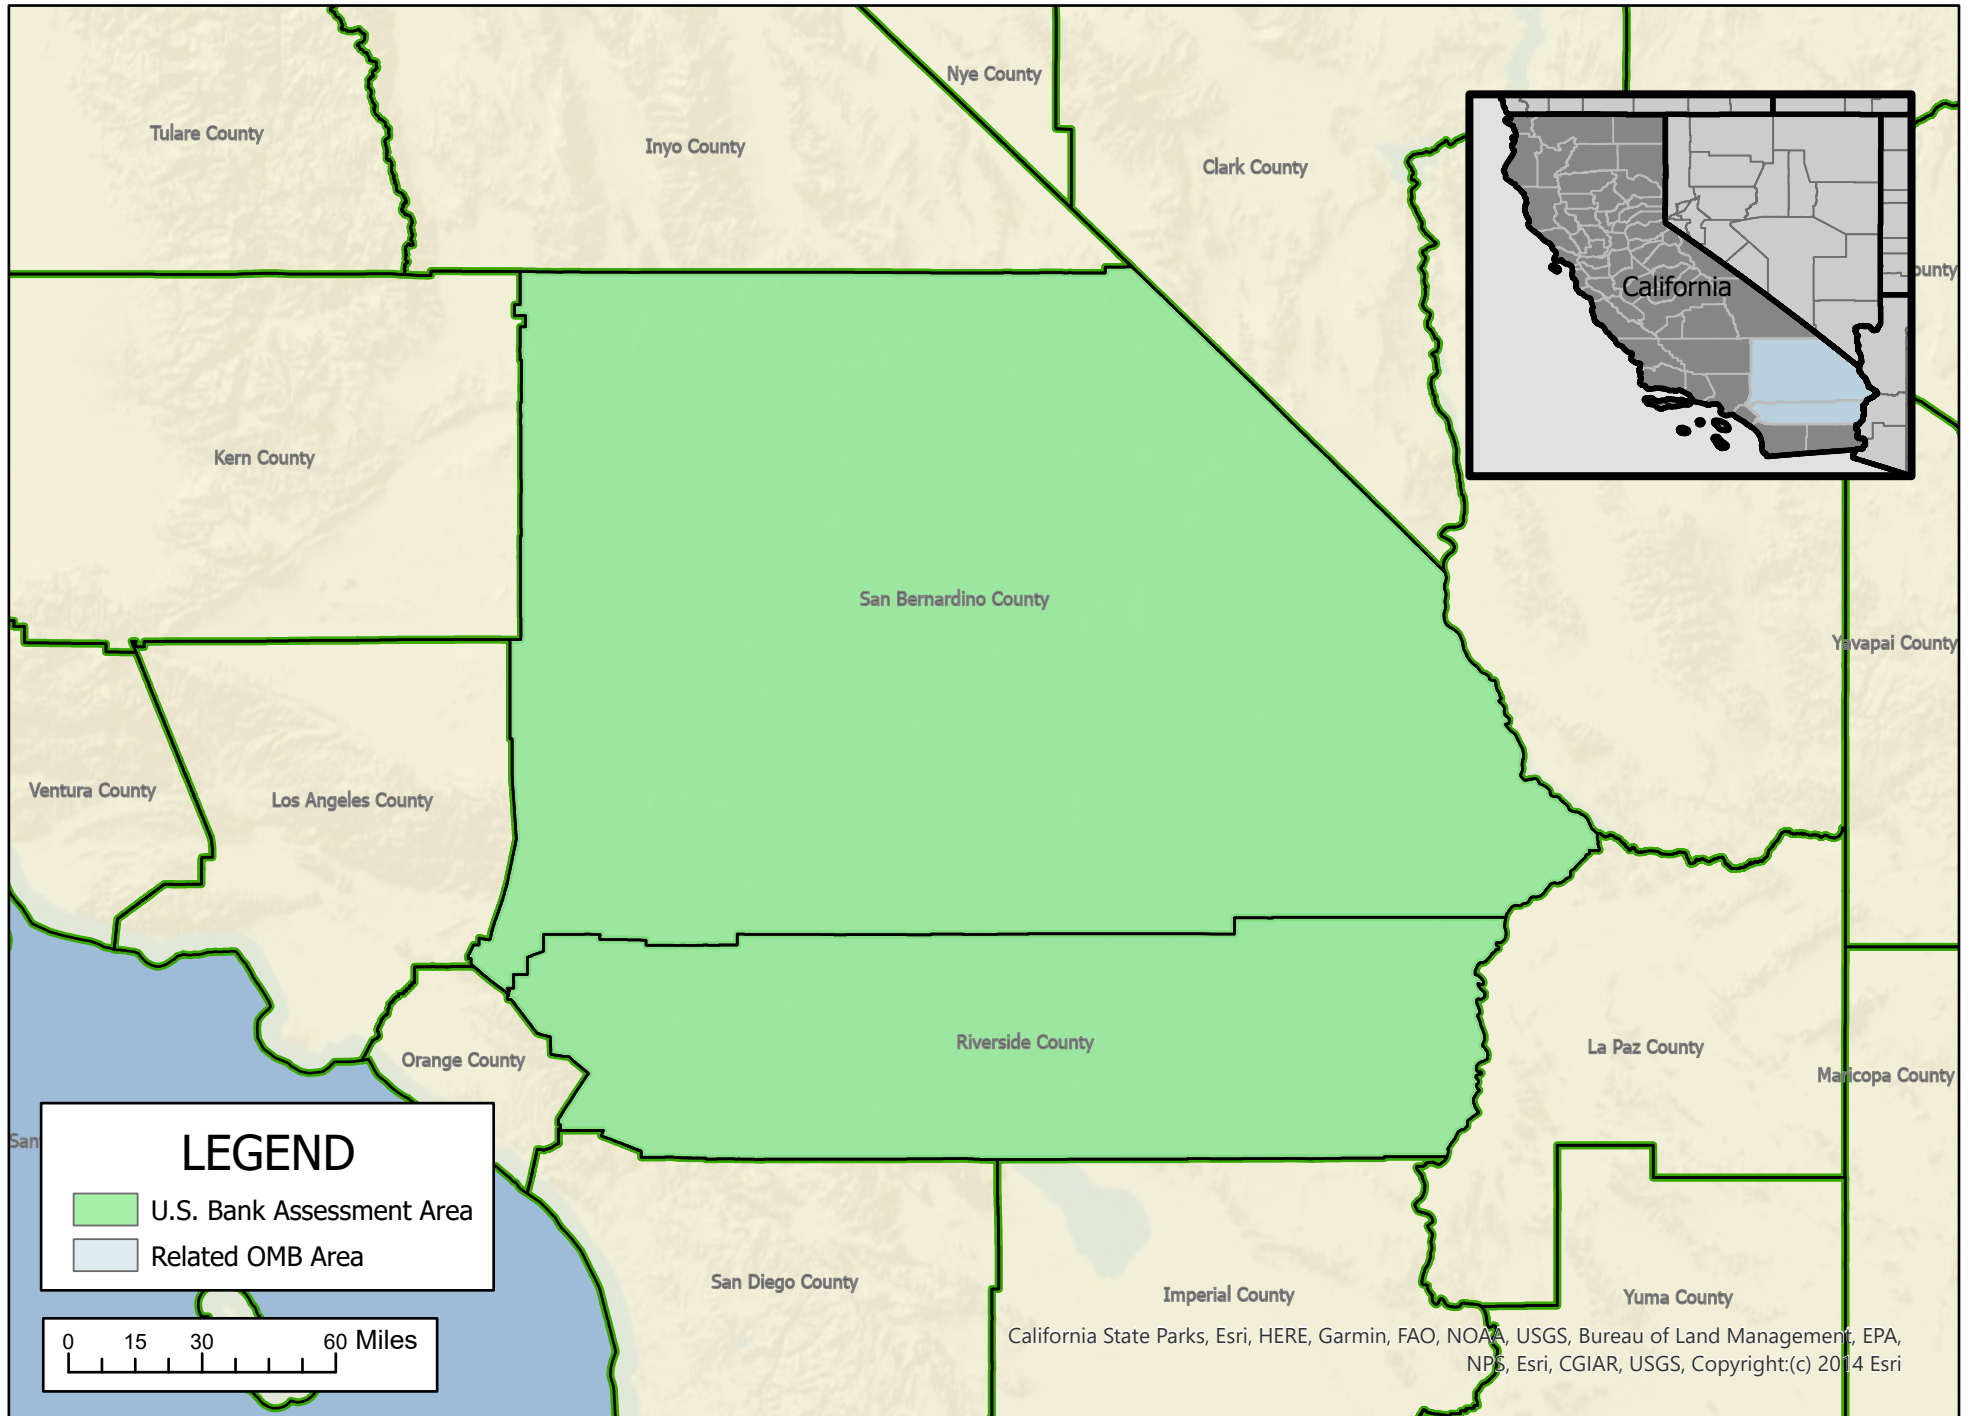 Nye County
Tulare County
Inyo County
Clark County
California
ounty
Kern County
San Bernardino County
Yavapai County
Ventura County
Los Angeles County
Riverside County
La Paz County
Orange County
Maricopa County
San
LEGEND
U.S. Bank Assessment Area
Related OMB Area
San Diego County
Imperial County
Yuma County
0 15 30 60 Miles
California State Parks, Esri, HERE, Garmin, FAO, NOAA, USGS, Bureau of Land Management, EPA,
NPS, Esri, CGIAR, USGS, Copyright:(c) 2014 Esri